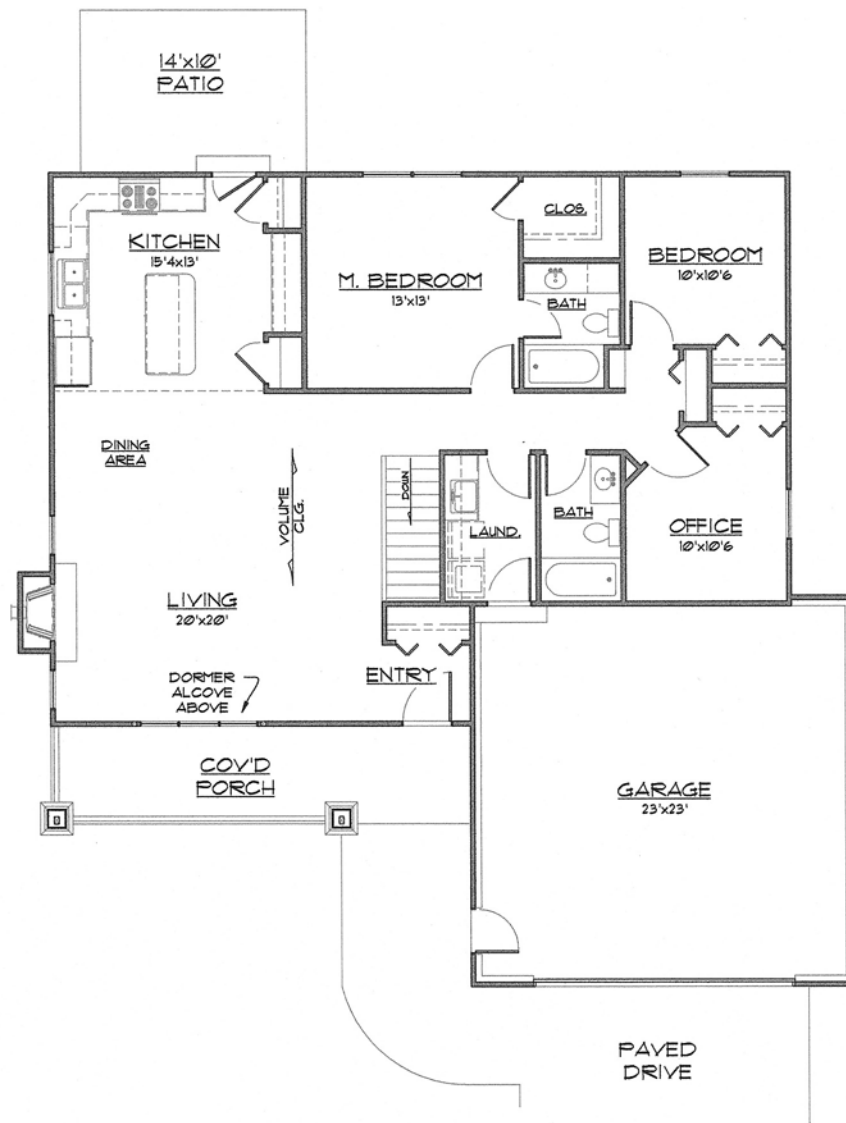 14'x10'
PATIO
KITCHEN
15'4x13'
M. BEDROOM
13'x13'
CLOS.
BATH
BEDROOM
10'x10'6
DINING
AREA
VOLUME
CLG.
DOWN
LAUND.
BATH
OFFICE
10'x10'6
LIVING
20'x20'
DORMER
ALCOVE
ABOVE
ENTRY
COV'D
PORCH
GARAGE
23'x23'
PAVED
DRIVE